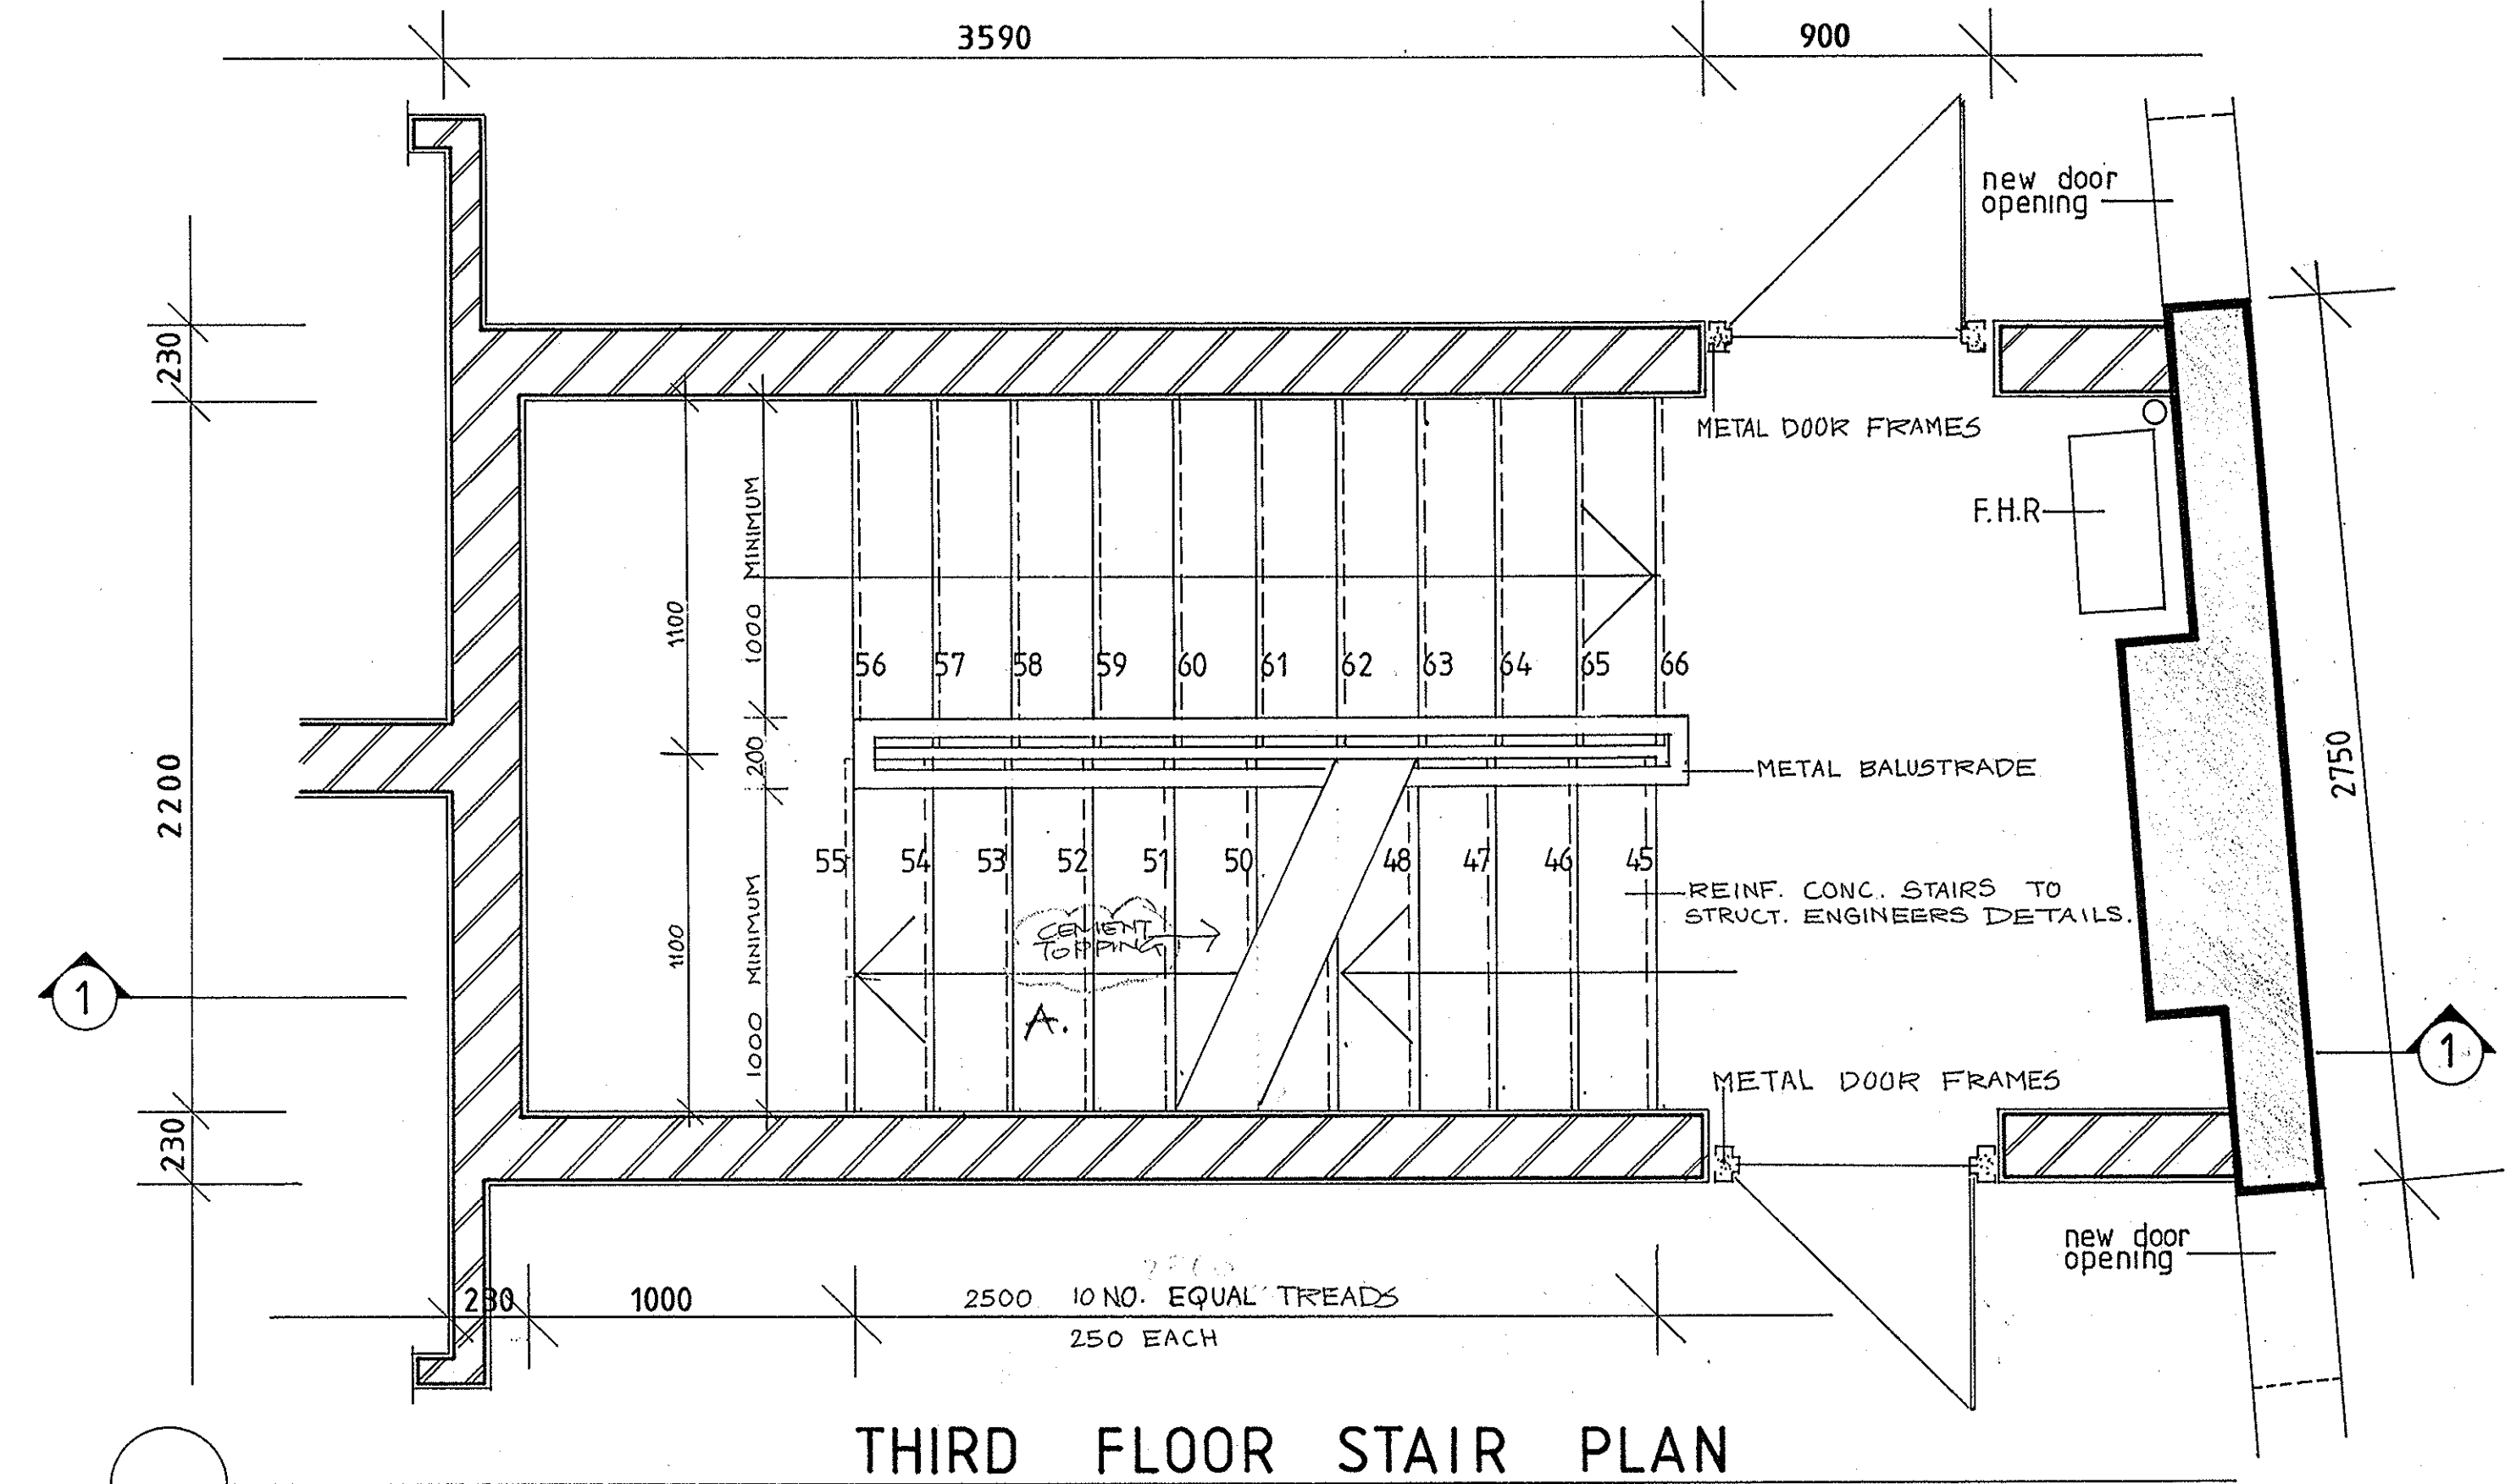 3590
900
new door
opening
230
METAL DOOR FRAMES
F.H.R
1100
1000 MINIMUM
56 57 58 59 60 61 62 63 64 65 66
200
METAL BALUSTRADE
2200
2750
55 54 53 52 51 50 48 47 46 45
REINF. CONC. STAIRS TO
STRUCT. ENGINEERS DETAILS.
CEMENT
TOPPING
A.
1100
1000 MINIMUM
1
1
METAL DOOR FRAMES
230
new door
opening
230
1000
2500 10 NO. EQUAL TREADS
250 EACH
THIRD FLOOR STAIR PLAN